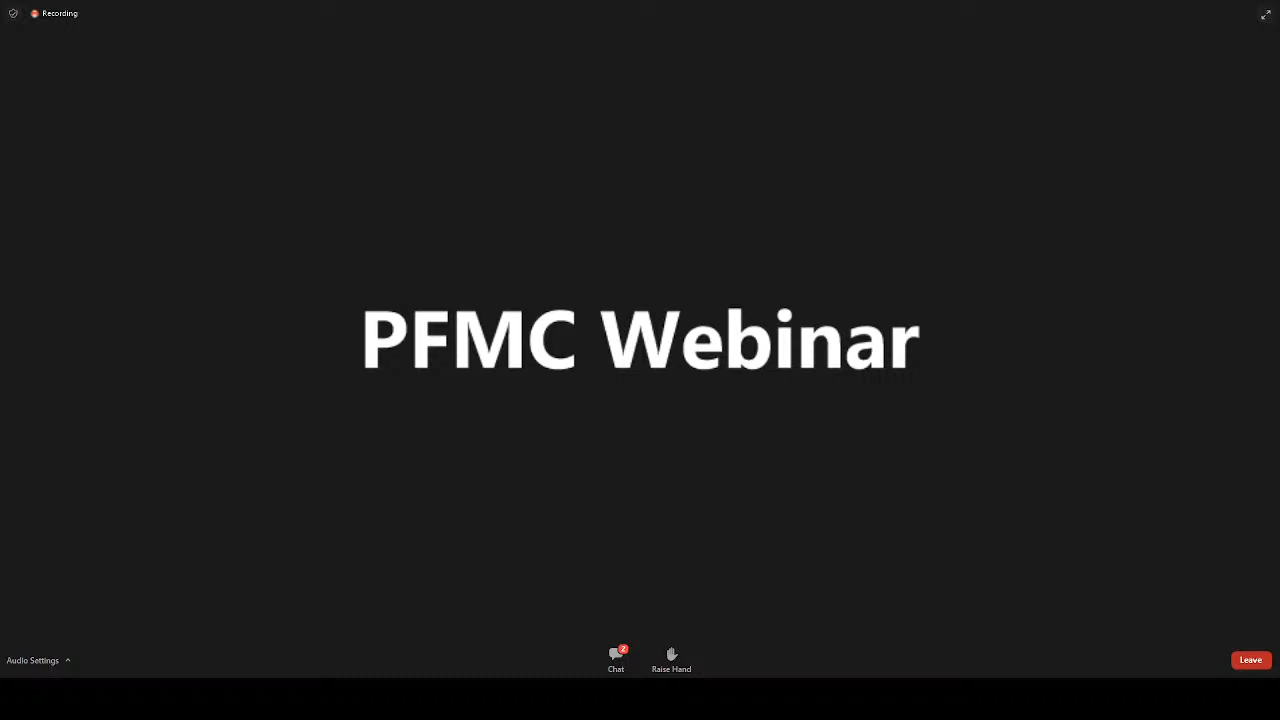 Recording
PFMC Webinar
Audio Settings
2
Chat
Raise Hand
Leave